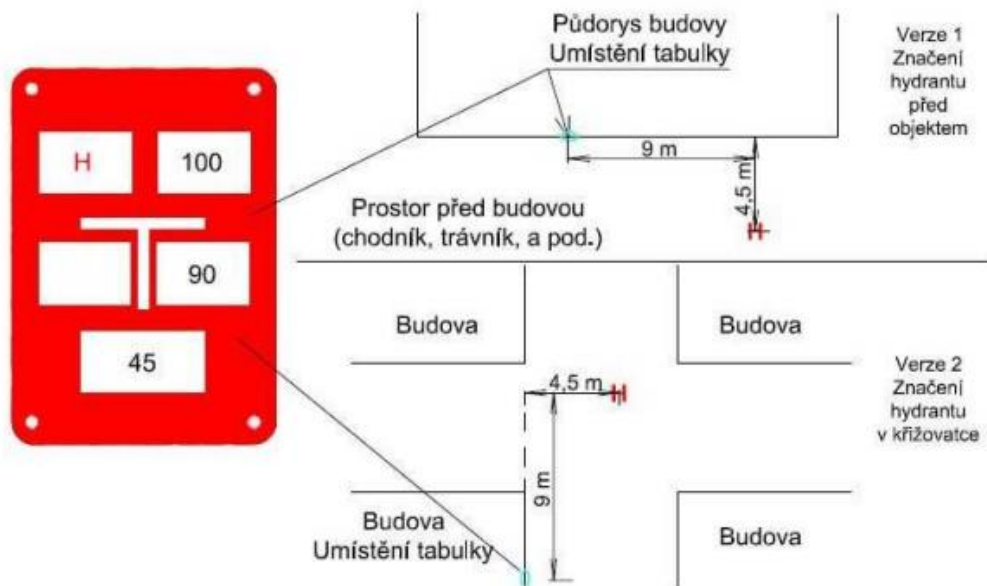 H
100
90
45
Půdorys budovy
Umístění tabulky
9 m
4,5 m
H
Prostor před budovou
(chodník, trávník, a pod.)
Verze 1
Značení
hydrantu
před
objektem
Budova
Budova
4,5 m
H
9 m
Budova
Umístění tabulky
Budova
Verze 2
Značení
hydrantu
v křižovatce